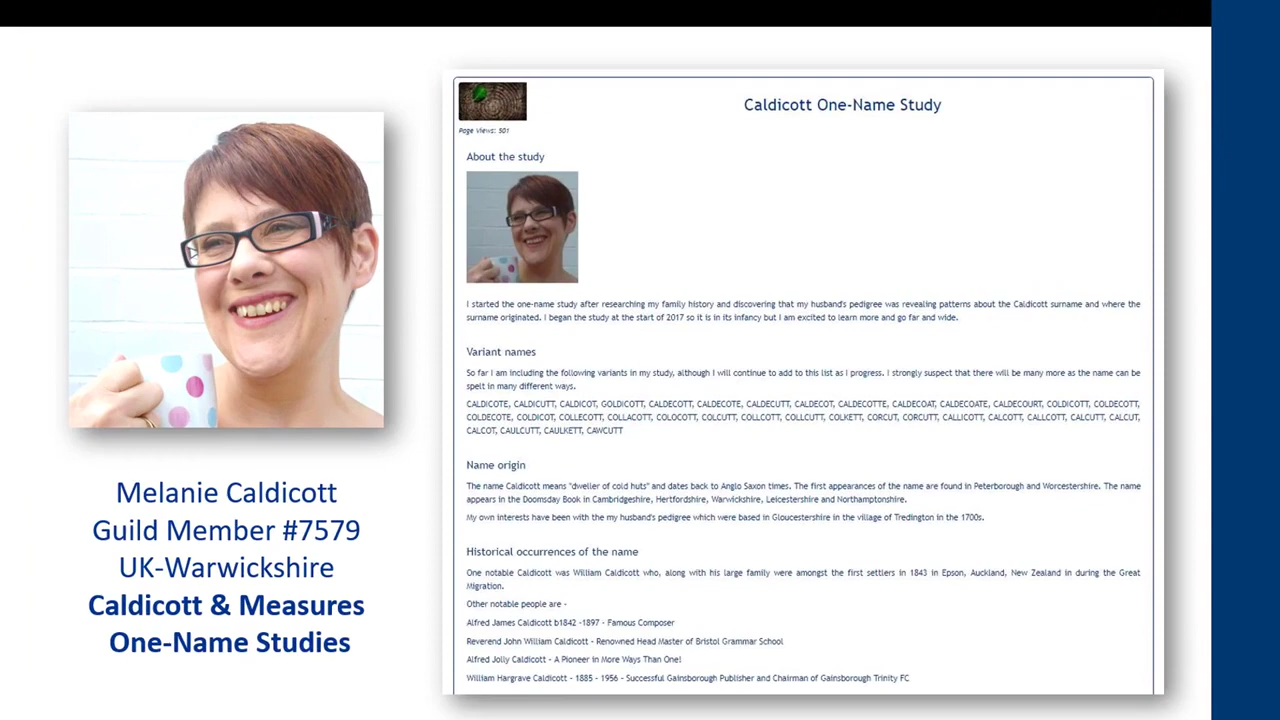 Melanie Caldicott
Guild Member #7579
UK-Warwickshire
Caldicott & Measures
One-Name Studies
Caldicott One-Name Study
Page Views: 501
About the study
I started the one-name study after researching my family history and discovering that my husband's pedigree was revealing patterns about the Caldicott surname and where the
surname originated. I began the study at the start of 2017 so it is in its infancy but I am excited to learn more and go far and wide.
Variant names
So far I am including the following variants in my study, although I will continue to add to this list as I progress. I strongly suspect that there will be many more as the name can be
spelt in many different ways.
CALDICOTE, CALDICUTT, CALDICOT, GOLDICOTT, CALDECOTT, CALDECOTE, CALDECUTT, CALDECOT, CALDECOTTE, CALDECOAT, CALDECOATE, CALDECOURT, COLDICOTT, COLDECOTT,
COLDECOTE, COLDICOT, COLLECOTT, COLLACOTT, COLOCOTT, COLCUTT, COLLCOTT, COLLCUTT, COLKETT, CORCUT, CORCUTT, CALLICOTT, CALCOTT, CALLCOTT, CALCUTT, CALCUT,
CALCOT, CAULCUTT, CAULKETT, CAWCUTT
Name origin
The name Caldicott means "dweller of cold huts" and dates back to Anglo Saxon times. The first appearances of the name are found in Peterborough and Worcestershire. The name
appears in the Doomsday Book in Cambridgeshire, Hertfordshire, Warwickshire, Leicestershire and Northamptonshire.
My own interests have been with the my husband's pedigree which were based in Gloucestershire in the village of Tredington in the 1700s.
Historical occurrences of the name
One notable Caldicott was William Caldicott who, along with his large family were amongst the first settlers in 1843 in Epson, Auckland, New Zealand in during the Great
Migration.
Other notable people are -
Alfred James Caldicott b1842 -1897 - Famous Composer
Reverend John William Caldicott - Renowned Head Master of Bristol Grammar School
Alfred Jolly Caldicott - A Pioneer in More Ways Than One!
William Hargrave Caldicott - 1885 - 1956 - Successful Gainsborough Publisher and Chairman of Gainsborough Trinity FC